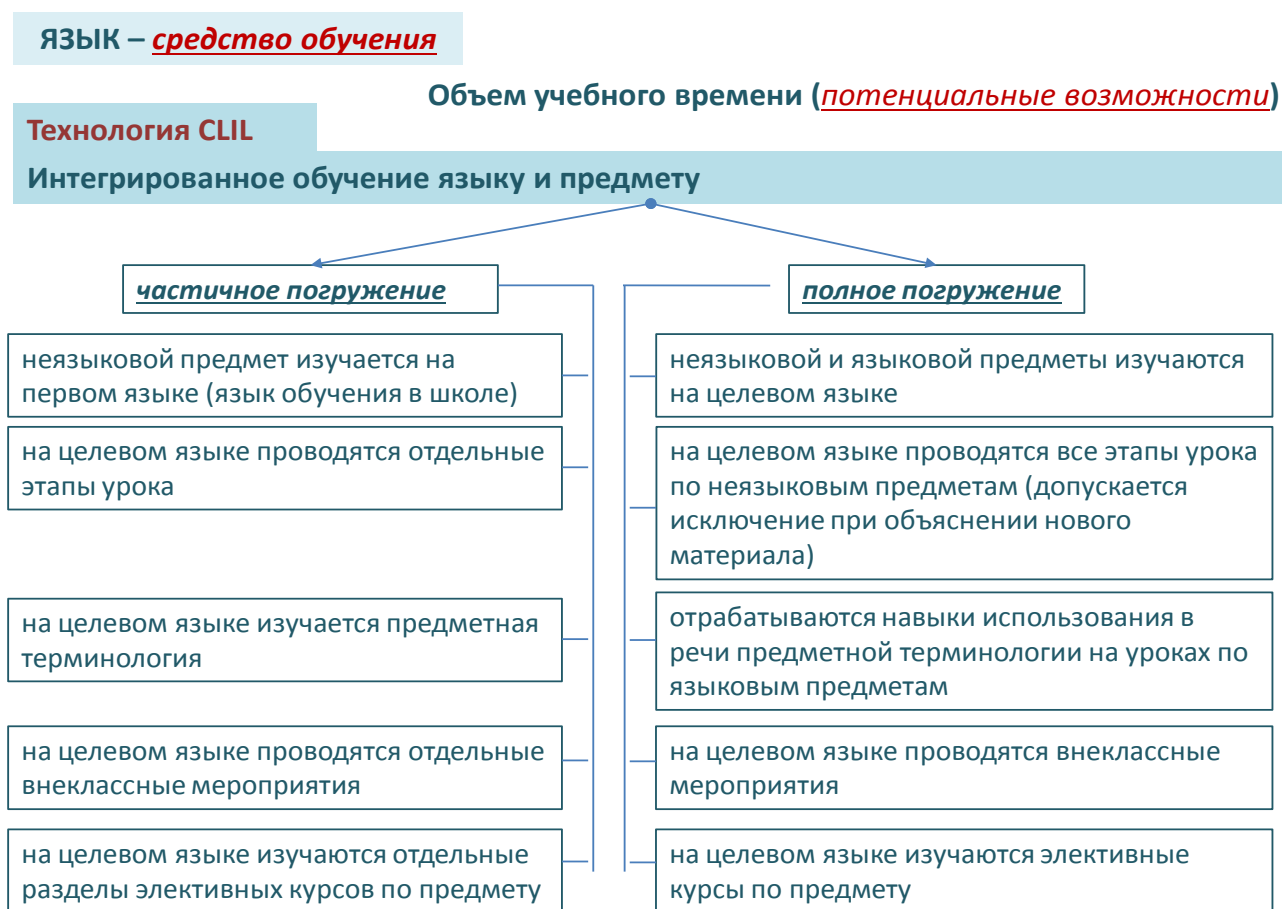 ЯЗЫК – средство обучения
Объем учебного времени (потенциальные возможности)
Технология CLIL
Интегрированное обучение языку и предмету
частичное погружение
неязыковой предмет изучается на
первом языке (язык обучения в школе)
на целевом языке проводятся отдельные
этапы урока
на целевом языке изучается предметная
терминология
на целевом языке проводятся отдельные
внеклассные мероприятия
на целевом языке изучаются отдельные
разделы элективных курсов по предмету
полное погружение
неязыковой и языковой предметы изучаются
на целевом языке
на целевом языке проводятся все этапы урока
по неязыковым предметам (допускается
исключение при объяснении нового
материала)
отрабатываются навыки использования в
речи предметной терминологии на уроках по
языковым предметам
на целевом языке проводятся внеклассные
мероприятия
на целевом языке изучаются элективные
курсы по предмету